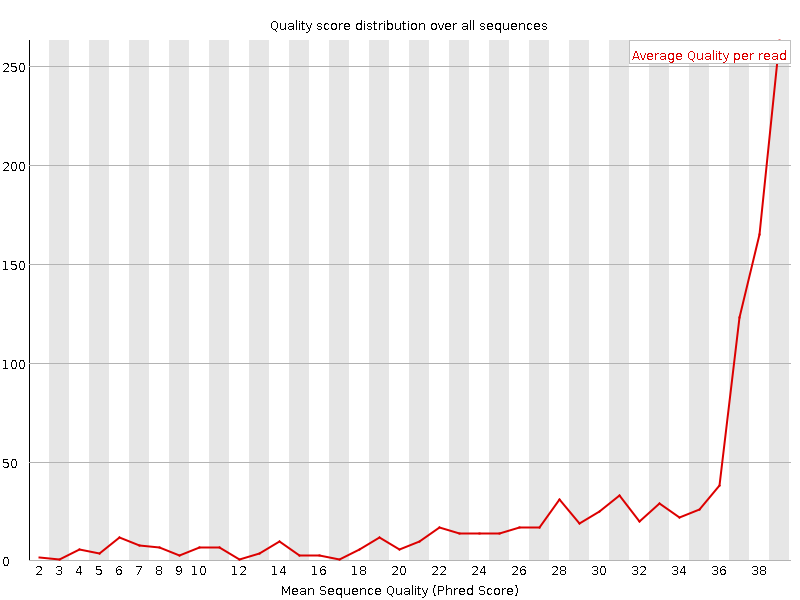 Quality score distribution over all sequences
Average Quality per read
250
200
150
100
50
0
2 3 4 5 6 7 8 9 10 12 14 16 18 20 22 24 26 28 30 32 34 36 38
Mean Sequence Quality (Phred Score)